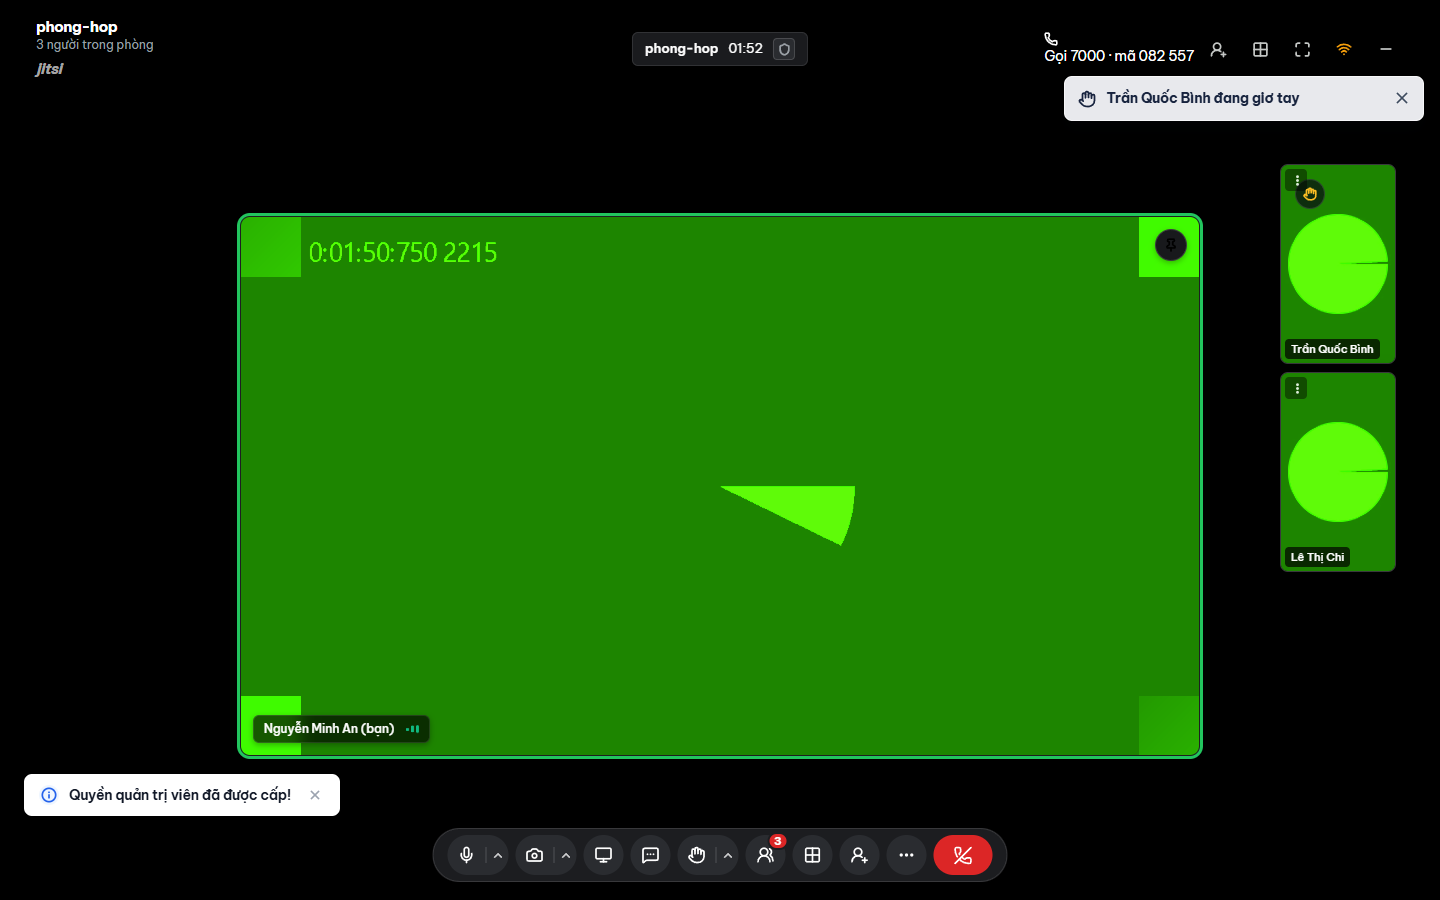 phong-hop
3 người trong phòng
jitsi
phong-hop 01:52
Gọi 7000 · mã 082 557
Trần Quốc Bình đang giơ tay
0:01:50:750 2215
Trần Quốc Bình
Lê Thị Chi
Nguyễn Minh An (bạn)
Quyền quản trị viên đã được cấp!
3